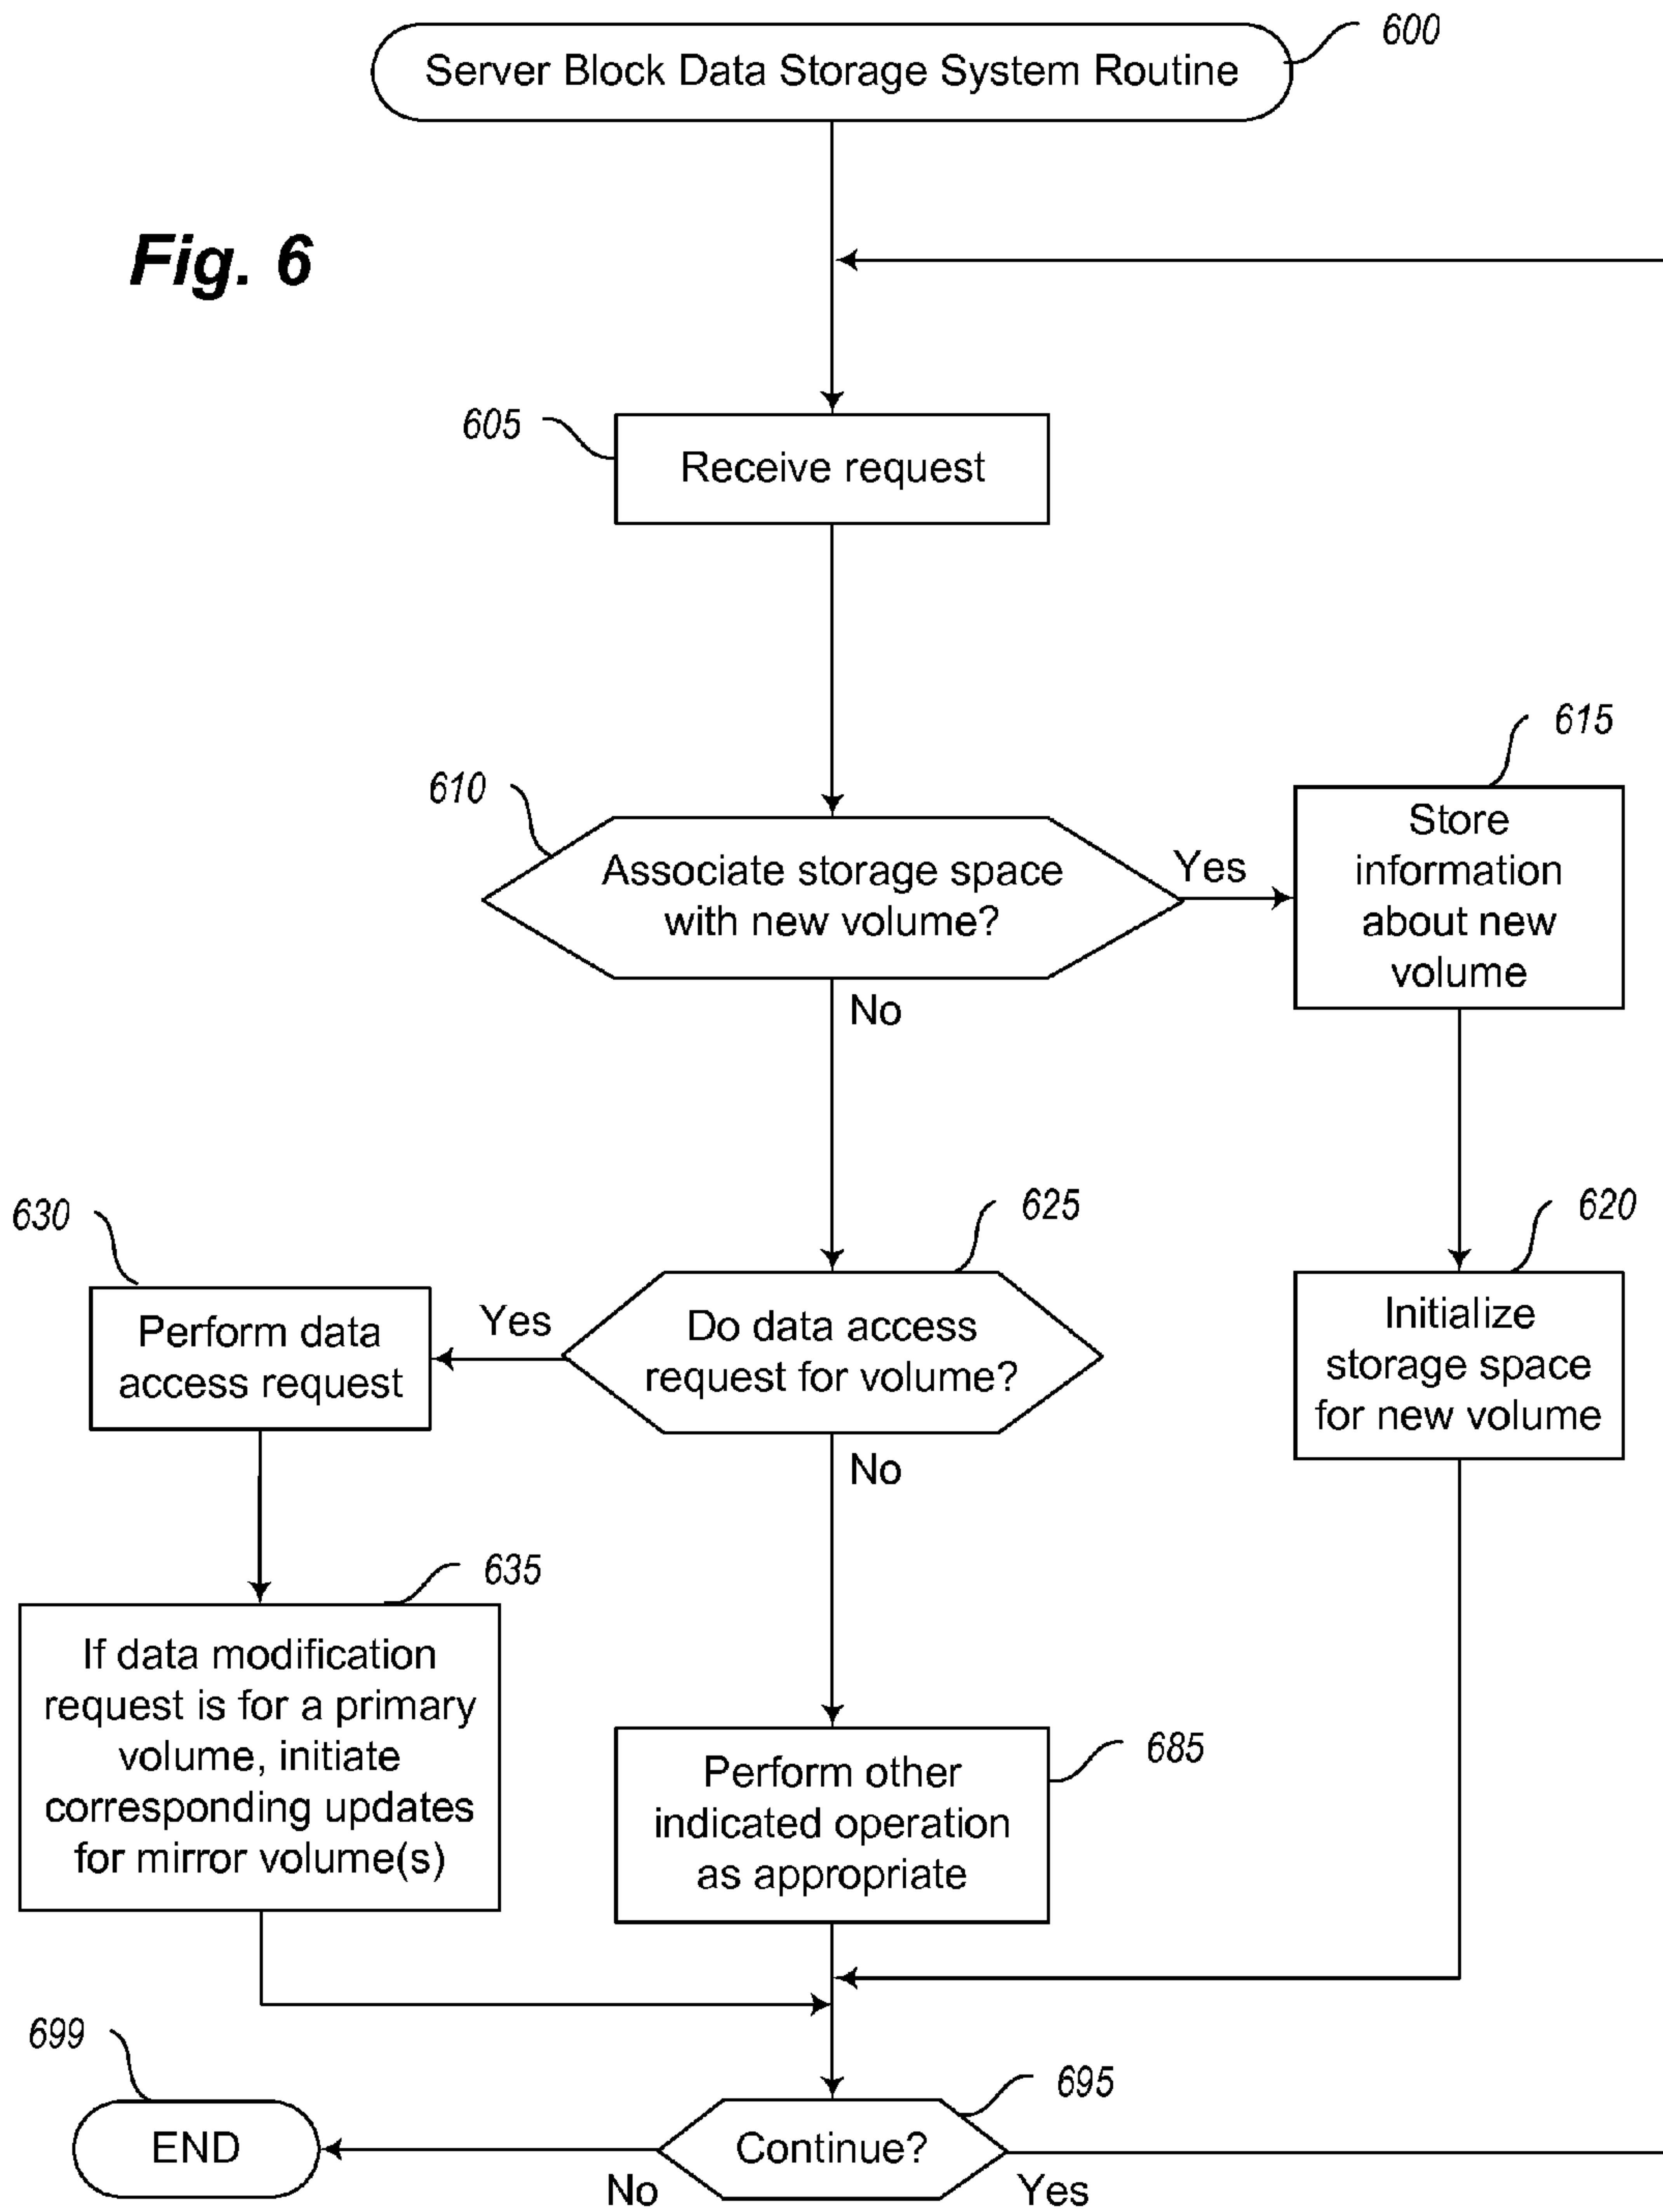 Server Block Data Storage System Routine
600
Fig. 6
605
Receive request
610
Associate storage space
with new volume?
Yes
No
615
Store
information
about new
volume
620
Initialize
storage space
for new volume
625
Do data access
request for volume?
Yes
No
630
Perform data
access request
635
If data modification
request is for a primary
volume, initiate
corresponding updates
for mirror volume(s)
685
Perform other
indicated operation
as appropriate
695
Continue?
No
Yes
699
END